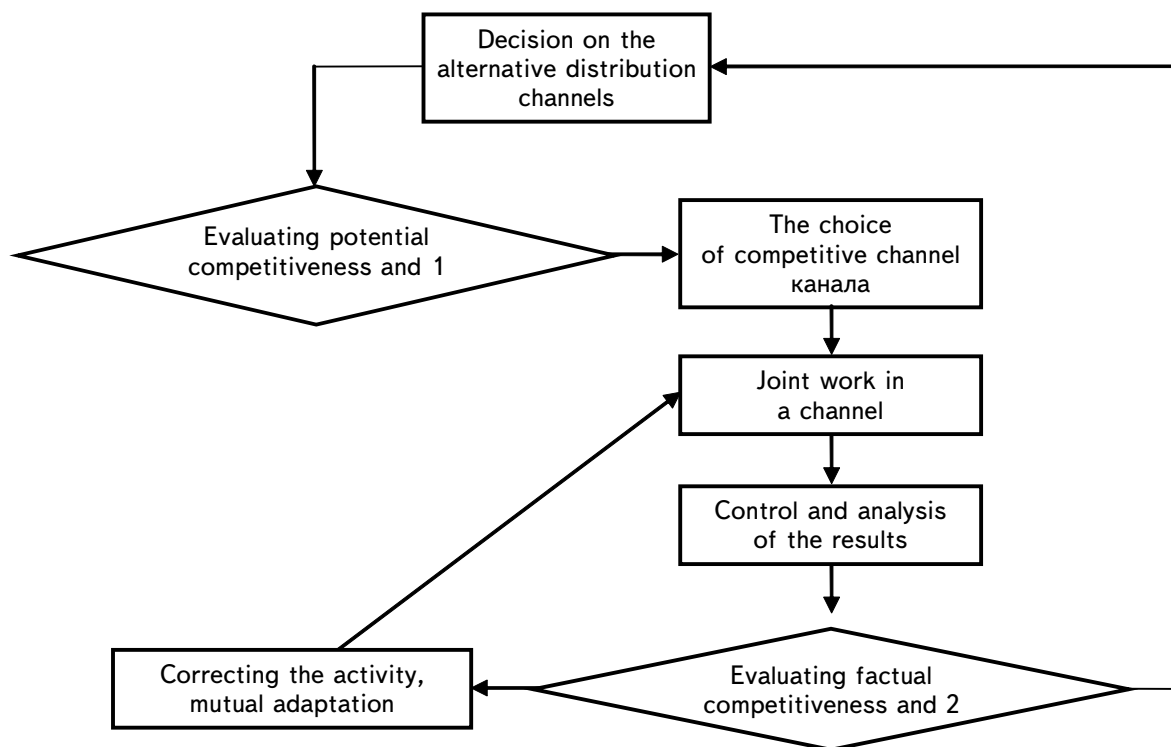 Decision on the
alternative distribution
channels
Evaluating potential
competitiveness and 1
The choice
of competitive channel
канала
Joint work in
a channel
Control and analysis
of the results
Correcting the activity,
mutual adaptation
Evaluating factual
competitiveness and 2